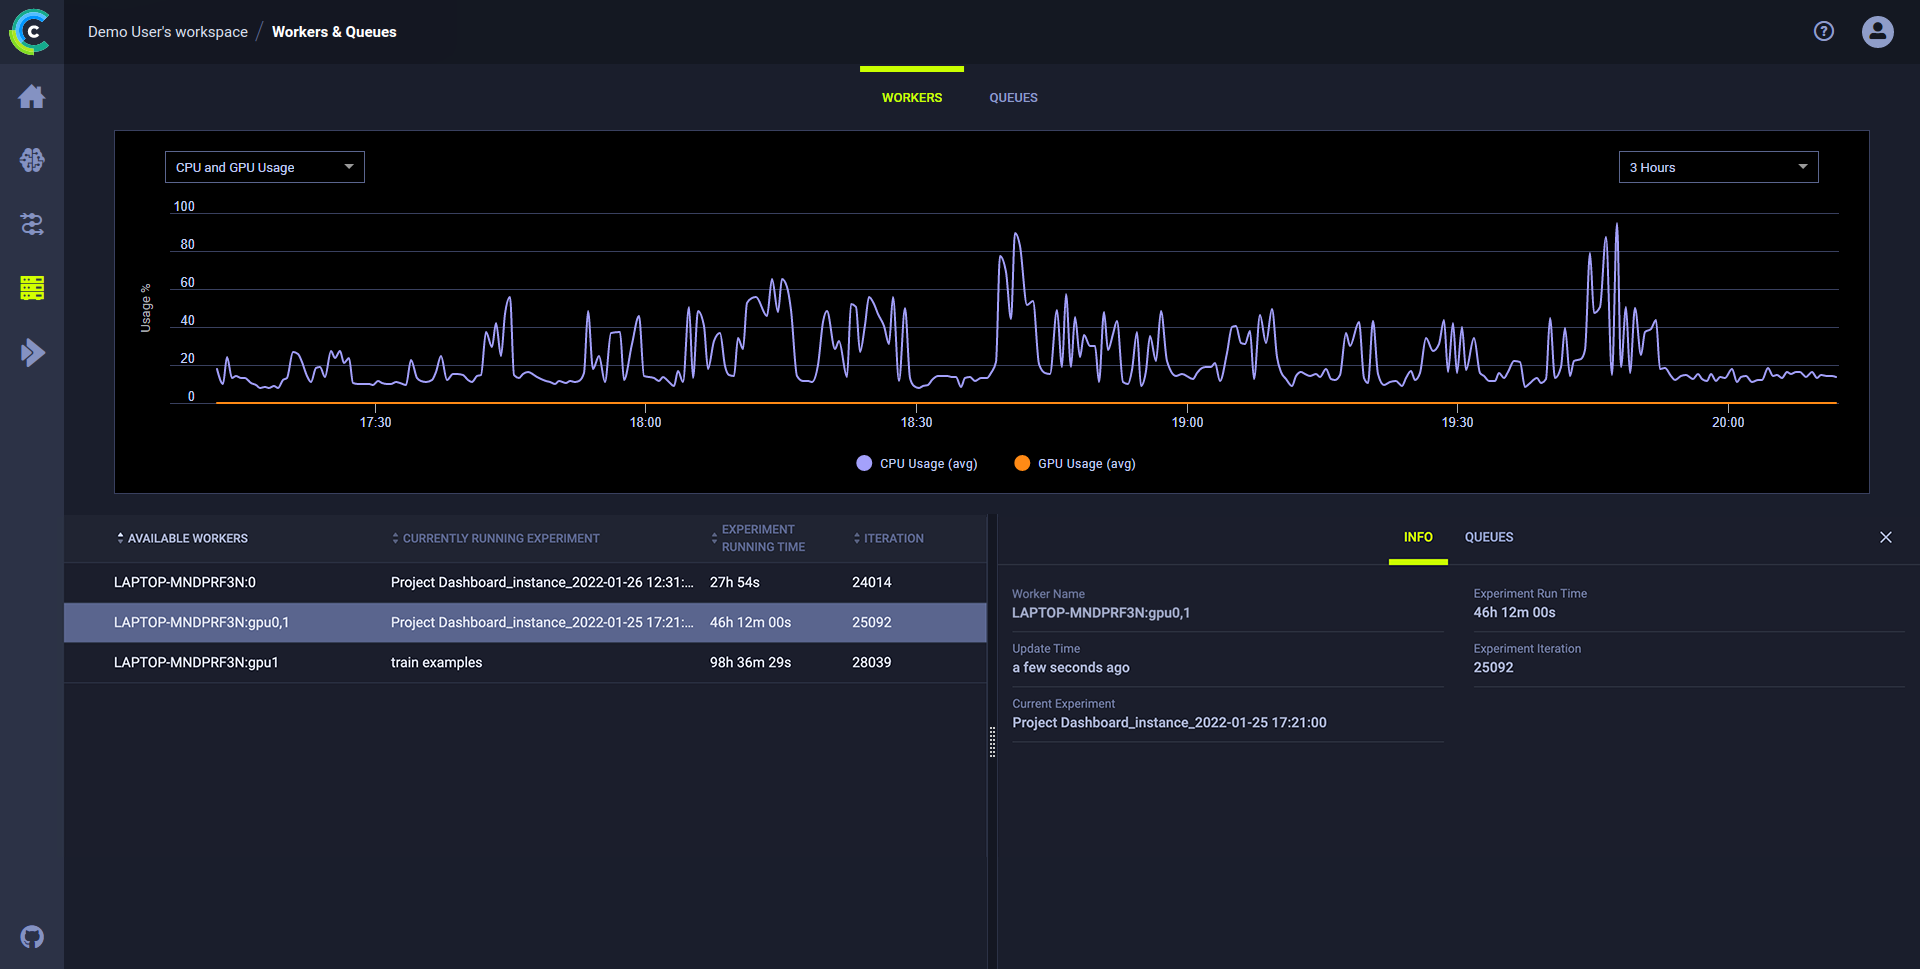 C
Demo User's workspace / Workers & Queues
?
WORKERS
QUEUES
CPU and GPU Usage
3 Hours
100
80
60
40
20
0
Usage %
17:30
18:00
18:30
19:00
19:30
20:00
CPU Usage (avg)
GPU Usage (avg)
AVAILABLE WORKERS
CURRENTLY RUNNING EXPERIMENT
EXPERIMENT
RUNNING TIME
ITERATION
LAPTOP-MNDPRF3N:0
Project Dashboard_instance_2022-01-26 12:31:...
27h 54s
24014
LAPTOP-MNDPRF3N:gpu0,1
Project Dashboard_instance_2022-01-25 17:21:...
46h 12m 00s
25092
LAPTOP-MNDPRF3N:gpu1
train examples
98h 36m 29s
28039
INFO
QUEUES
Worker Name
LAPTOP-MNDPRF3N:gpu0,1
Update Time
a few seconds ago
Current Experiment
Project Dashboard_instance_2022-01-25 17:21:00
Experiment Run Time
46h 12m 00s
Experiment Iteration
25092